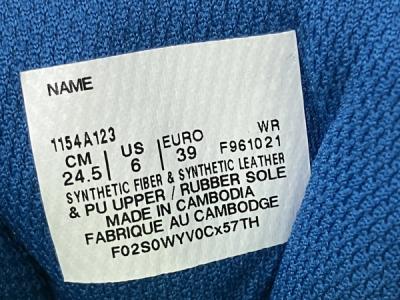 NAME
1154A123
CM US EURO WR
24.5 6 39 F961021
SYNTHETIC FIBER & SYNTHETIC LEATHER
& PU UPPER / RUBBER SOLE
MADE IN CAMBODIA
FABRIQUE AU CAMBODGE
F02S0WYV0Cx57TH